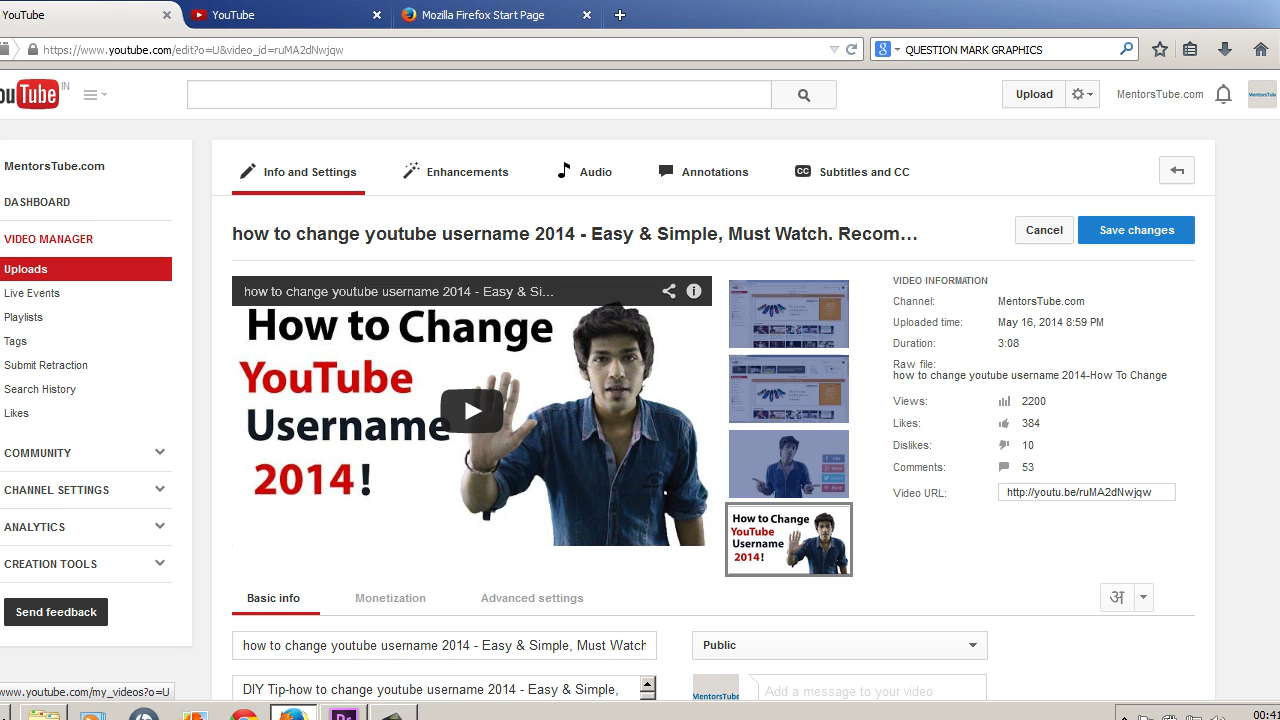 YouTube
YouTube
Mozilla Firefox Start Page
https://www.youtube.com/edit?o=U&video_id=ruMA2dNwjqw
QUESTION MARK GRAPHICS
ouTube IN
Upload
MentorsTube.com
MentorsTube
MentorsTube.com
DASHBOARD
VIDEO MANAGER
Uploads
Live Events
Playlists
Tags
Submit Retraction
Search History
Likes
COMMUNITY
CHANNEL SETTINGS
ANALYTICS
CREATION TOOLS
Send feedback
Info and Settings
Enhancements
Audio
Annotations
CC Subtitles and CC
how to change youtube username 2014 - Easy & Simple, Must Watch. Recom...
Cancel
Save changes
how to change youtube username 2014 - Easy & Si...
How to Change
YouTube
Username
2014!
How to Change
YouTube
Username
2014!
VIDEO INFORMATION
Channel: MentorsTube.com
Uploaded time: May 16, 2014 8:59 PM
Duration: 3:08
Raw file:
how to change youtube username 2014-How To Change
Views: 2200
Likes: 384
Dislikes: 10
Comments: 53
Video URL: http://youtu.be/ruMA2dNwjqw
Basic info
Monetization
Advanced settings
अ
how to change youtube username 2014 - Easy & Simple, Must Watch
Public
DIY Tip-how to change youtube username 2014 - Easy & Simple,
MentorsTube
Add a message to your video
www.youtube.com/my_videos?o=U
00:41